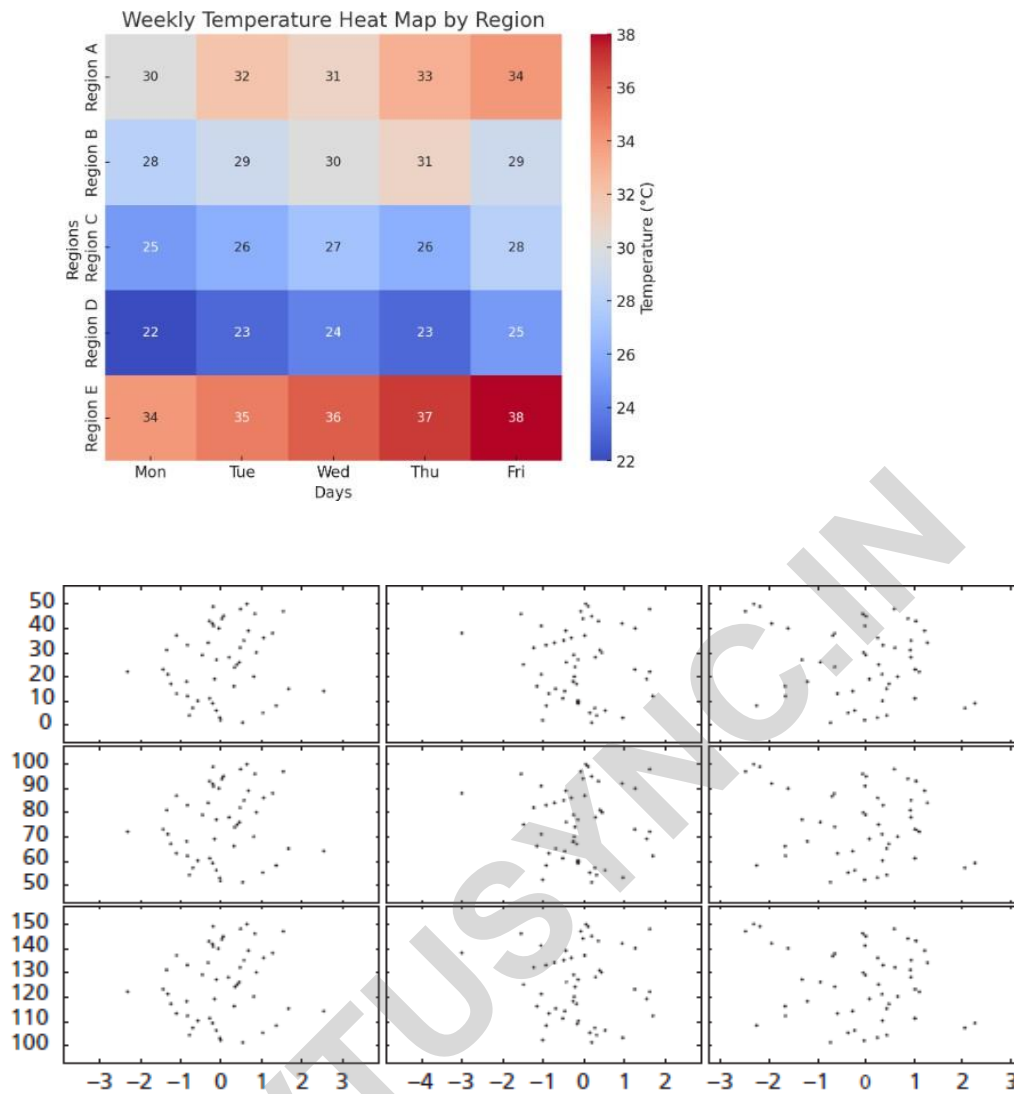 Weekly Temperature Heat Map by Region
Region A 30 32 31 33 34
Region B 28 29 30 31 29
Regions
Region C 25 26 27 26 28
Region D 22 23 24 23 25
Region E 34 35 36 37 38
Mon Tue Wed Thu Fri
Days
38
36
34
32
30
28
26
24
22
Temperature (°C)
50
40
30
20
10
0
100
90
80
70
60
50
150
140
130
120
110
100
−3 −2 −1 0 1 2 3 −4 −3 −2 −1 0 1 2 −3 −2 −1 0 1 2 3
VTUSYNC.IN